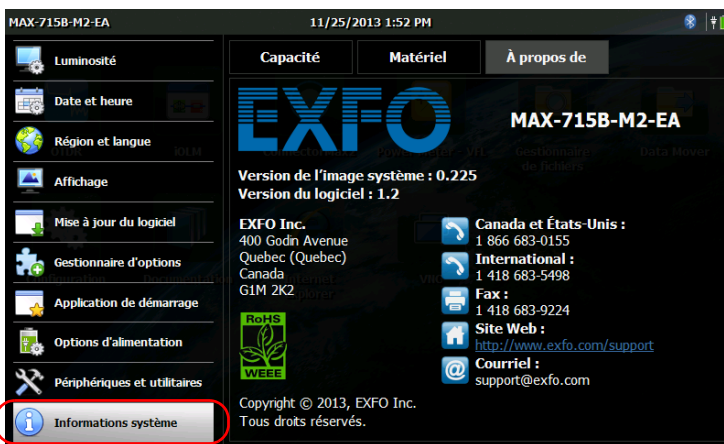 MAX-715B-M2-EA
11/25/2013 1:52 PM
Luminosité
Date et heure
Région et langue
Affichage
Mise à jour du logiciel
Gestionnaire d'options
Application de démarrage
Options d'alimentation
Périphériques et utilitaires
Informations système
Capacité
Matériel
À propos de
EXFO
MAX-715B-M2-EA
Version de l'image système : 0.225
Version du logiciel : 1.2
EXFO Inc.
400 Godin Avenue
Quebec (Quebec)
Canada
G1M 2K2
Canada et États-Unis :
1 866 683-0155
International :
1 418 683-5498
Fax :
1 418 683-9224
Site Web :
http://www.exfo.com/support
Courriel :
support@exfo.com
RoHS
WEEE
Copyright © 2013, EXFO Inc.
Tous droits réservés.
Gestionnaire
de fichiers
Data Mover